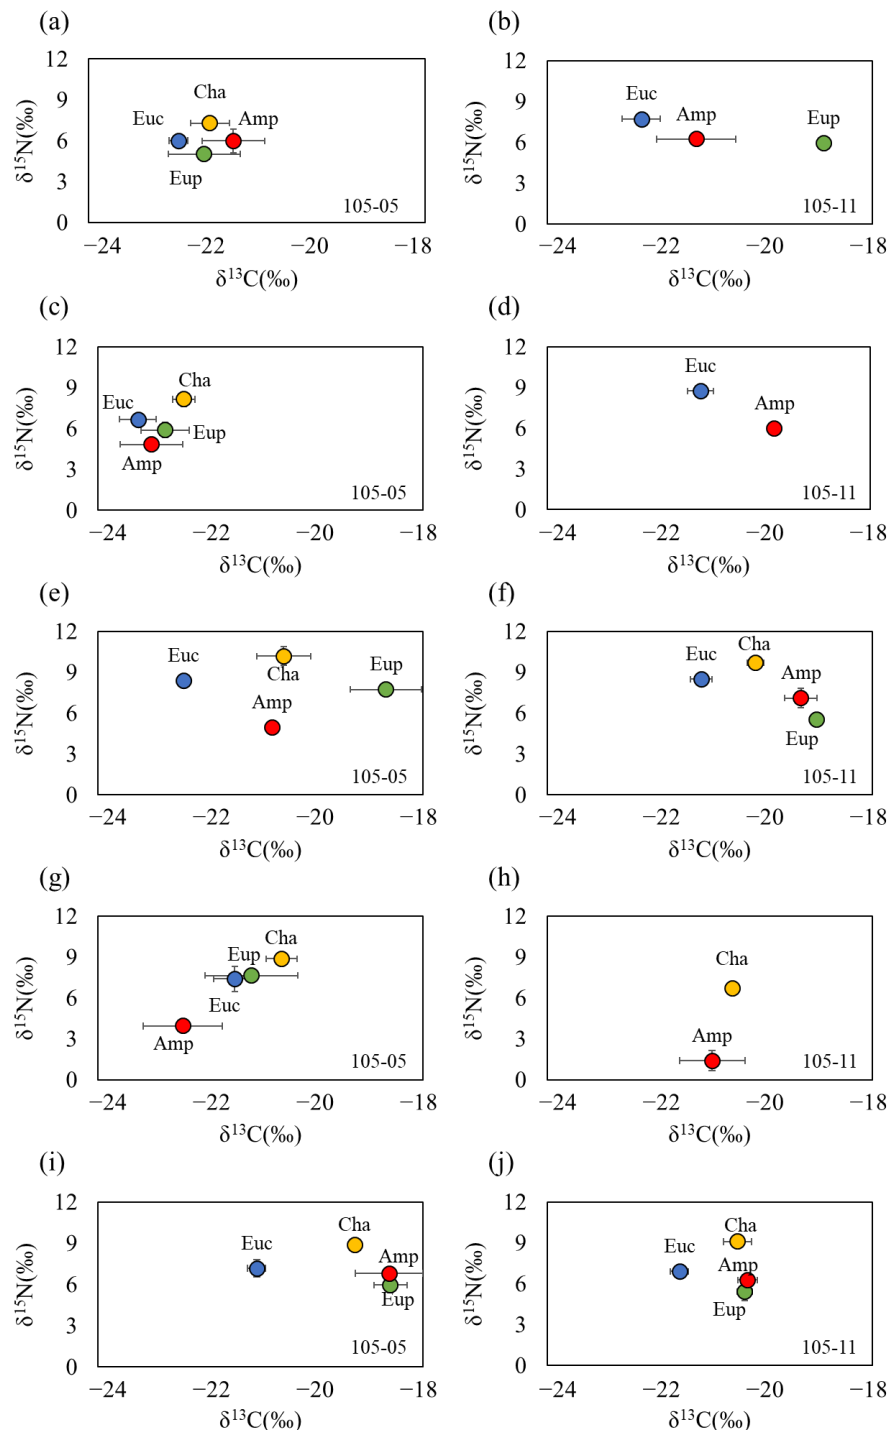 (a)
(b)
12
9
6
3
0
δ¹⁵N(‰)
Cha
Euc
Amp
Eup
105-05
−24
−22
−20
−18
δ¹³C(‰)
12
9
6
3
0
δ¹⁵N(‰)
Euc
Amp
Eup
105-11
−24
−22
−20
−18
δ¹³C(‰)
(c)
(d)
12
9
6
3
0
δ¹⁵N(‰)
Cha
Euc
Eup
Amp
105-05
−24
−22
−20
−18
δ¹³C(‰)
12
9
6
3
0
δ¹⁵N(‰)
Euc
Amp
105-11
−24
−22
−20
−18
δ¹³C(‰)
(e)
(f)
12
9
6
3
0
δ¹⁵N(‰)
Euc
Cha
Eup
Amp
105-05
−24
−22
−20
−18
δ¹³C(‰)
12
9
6
3
0
δ¹⁵N(‰)
Cha
Euc
Amp
Eup
105-11
−24
−22
−20
−18
δ¹³C(‰)
(g)
(h)
12
9
6
3
0
δ¹⁵N(‰)
Cha
Eup
Euc
Amp
105-05
−24
−22
−20
−18
δ¹³C(‰)
12
9
6
3
0
δ¹⁵N(‰)
Cha
Amp
105-11
−24
−22
−20
−18
δ¹³C(‰)
(i)
(j)
12
9
6
3
0
δ¹⁵N(‰)
Cha
Euc
Amp
Eup
105-05
−24
−22
−20
−18
δ¹³C(‰)
12
9
6
3
0
δ¹⁵N(‰)
Cha
Euc
Amp
Eup
105-11
−24
−22
−20
−18
δ¹³C(‰)